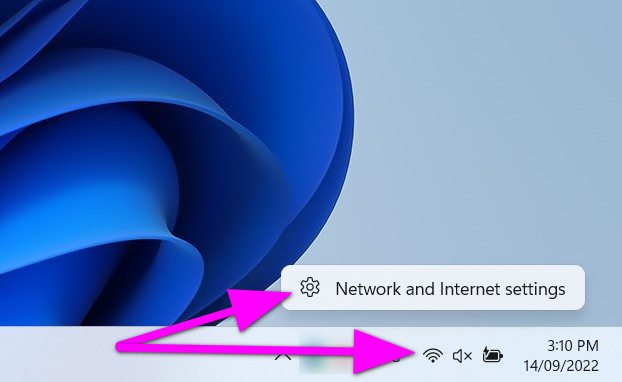 Network and Internet settings
3:10 PM
14/09/2022